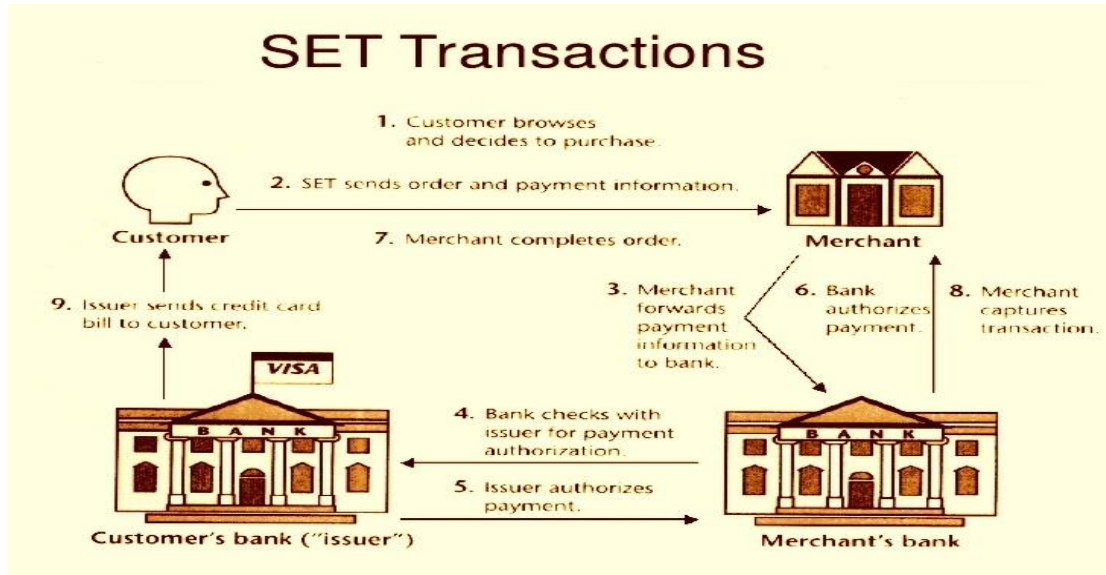 SET Transactions
1. Customer browses
and decides to purchase.
2. SET sends order and payment information.
Customer
7. Merchant completes order.
Merchant
9. Issuer sends credit card
bill to customer.
3. Merchant
forwards
payment
information
to bank.
6. Bank
authorizes
payment.
8. Merchant
captures
transaction.
VISA
BANK
4. Bank checks with
issuer for payment
authorization.
5. Issuer authorizes
payment.
BANK
Customer's bank ("issuer")
Merchant's bank